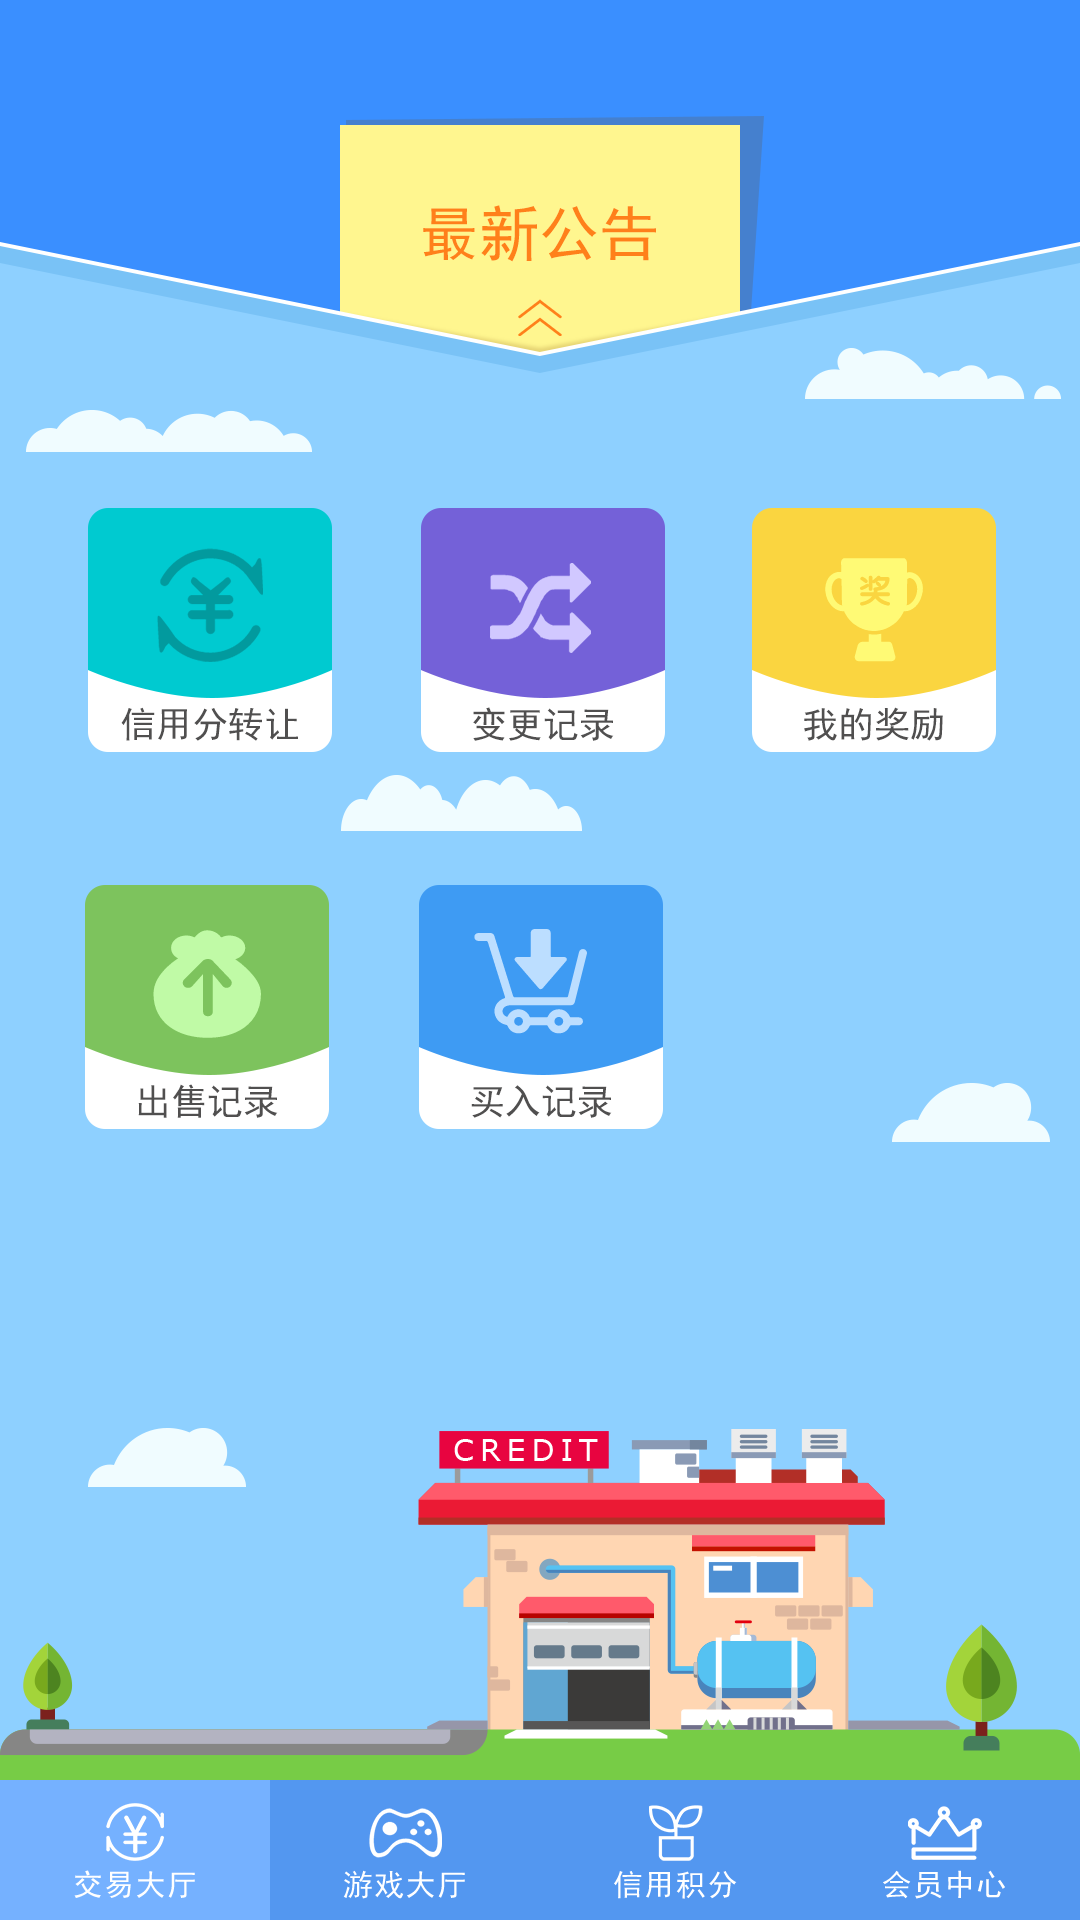 最新公告
信用分转让
变更记录
奖
我的奖励
出售记录
买入记录
CREDIT
交易大厅
游戏大厅
信用积分
会员中心